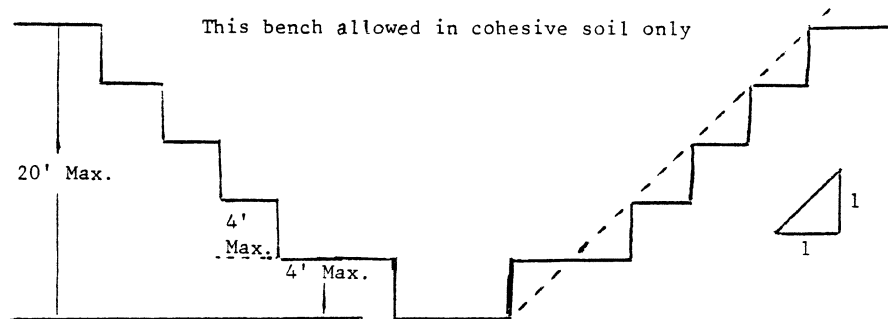 This bench allowed in cohesive soil only
20' Max.
4'
Max.
4' Max.
1
1